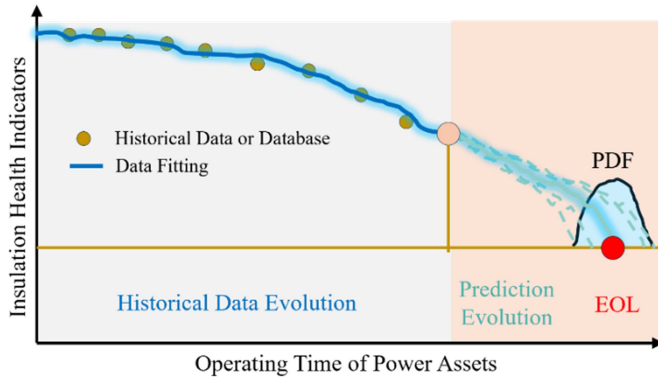 Insulation Health Indicators
Historical Data or Database
Data Fitting
PDF
Historical Data Evolution
Prediction
Evolution
EOL
Operating Time of Power Assets